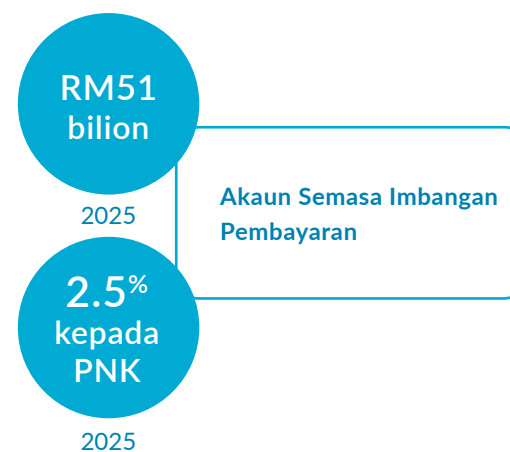 RM51
bilion
2025
Akaun Semasa Imbangan
Pembayaran
2.5%
kepada
PNK
2025